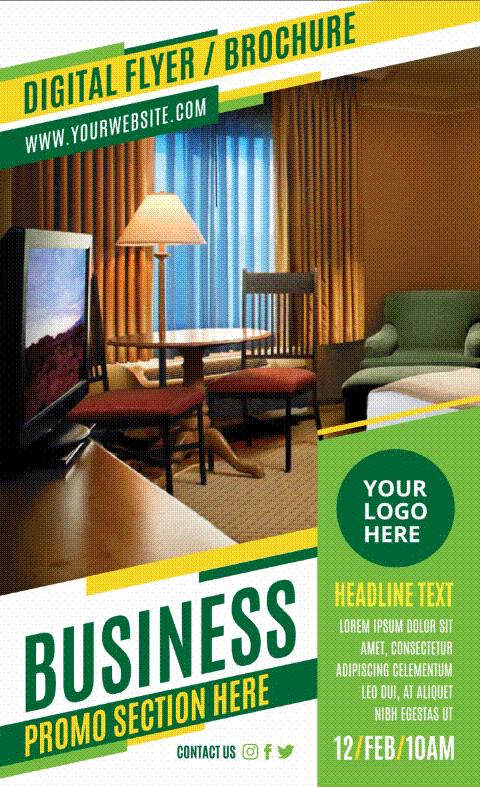 DIGITAL FLYER / BROCHURE
WWW.YOURWEBSITE.COM
YOUR
LOGO
HERE
HEADLINE TEXT
LOREM IPSUM DOLOR SIT
AMET, CONSECTETUR
ADIPISCING CELEMENTUM
LEO DUI, AT ALIQUET
NIBH EGESTAS UT
12/FEB/10AM
BUSINESS
PROMO SECTION HERE
CONTACT US